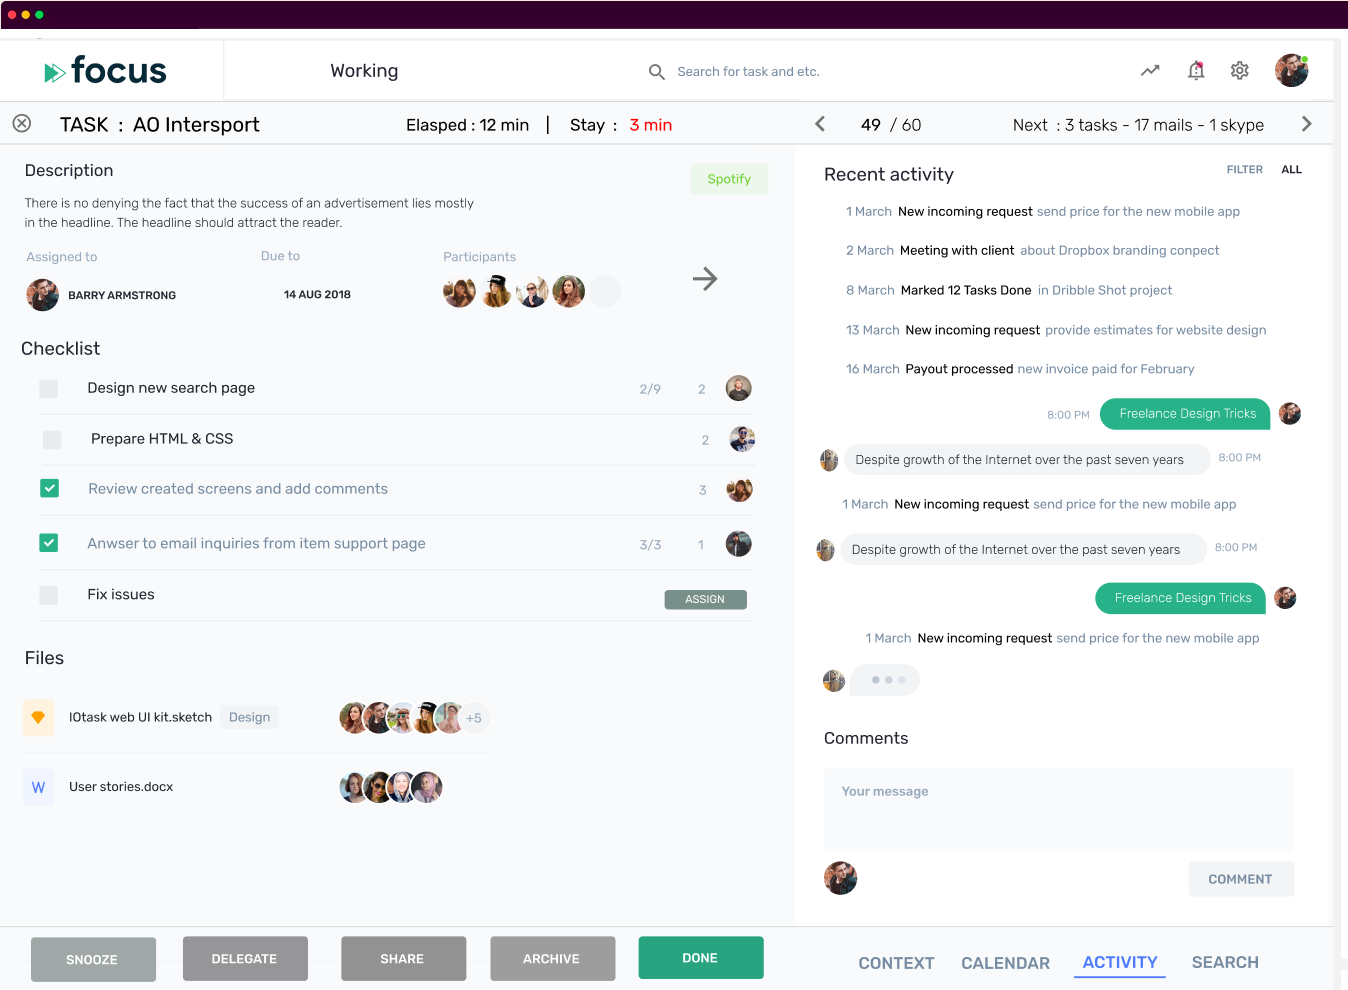 focus
Working
Search for task and etc.
TASK : AO Intersport
Elasped : 12 min | Stay : 3 min
49 / 60
Next : 3 tasks - 17 mails - 1 skype
Description
Spotify
There is no denying the fact that the success of an advertisement lies mostly
in the headline. The headline should attract the reader.
Assigned to
Due to
Participants
BARRY ARMSTRONG
14 AUG 2018
Checklist
Design new search page 2/9 2
Prepare HTML & CSS 2
Review created screens and add comments 3
Anwser to email inquiries from item support page 3/3 1
Fix issues ASSIGN
Files
IOtask web UI kit.sketch Design +5
W User stories.docx
Recent activity
FILTER ALL
1 March New incoming request send price for the new mobile app
2 March Meeting with client about Dropbox branding conpect
8 March Marked 12 Tasks Done in Dribble Shot project
13 March New incoming request provide estimates for website design
16 March Payout processed new invoice paid for February
8:00 PM Freelance Design Tricks
Despite growth of the Internet over the past seven years 8:00 PM
1 March New incoming request send price for the new mobile app
Despite growth of the Internet over the past seven years 8:00 PM
Freelance Design Tricks
1 March New incoming request send price for the new mobile app
Comments
Your message
COMMENT
SNOOZE
DELEGATE
SHARE
ARCHIVE
DONE
CONTEXT
CALENDAR
ACTIVITY
SEARCH